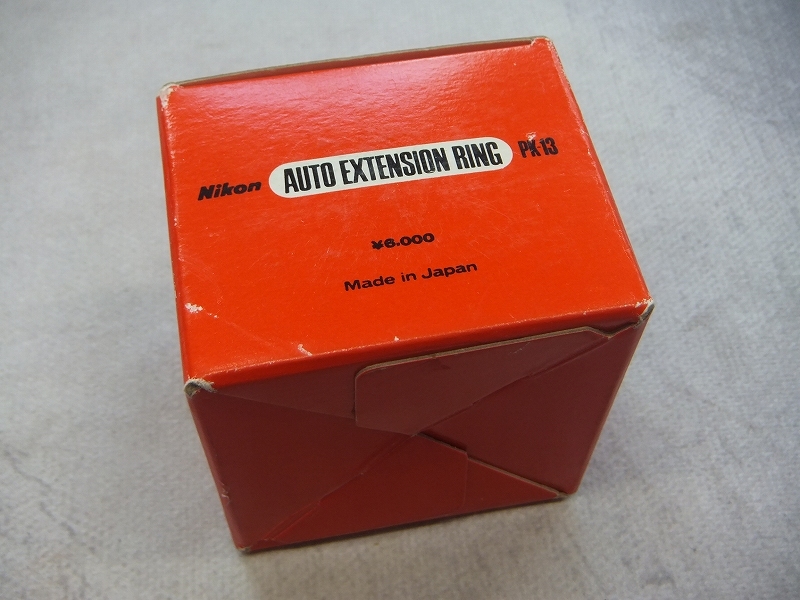 Nikon AUTO EXTENSION RING PK-13
¥6.000
Made in Japan